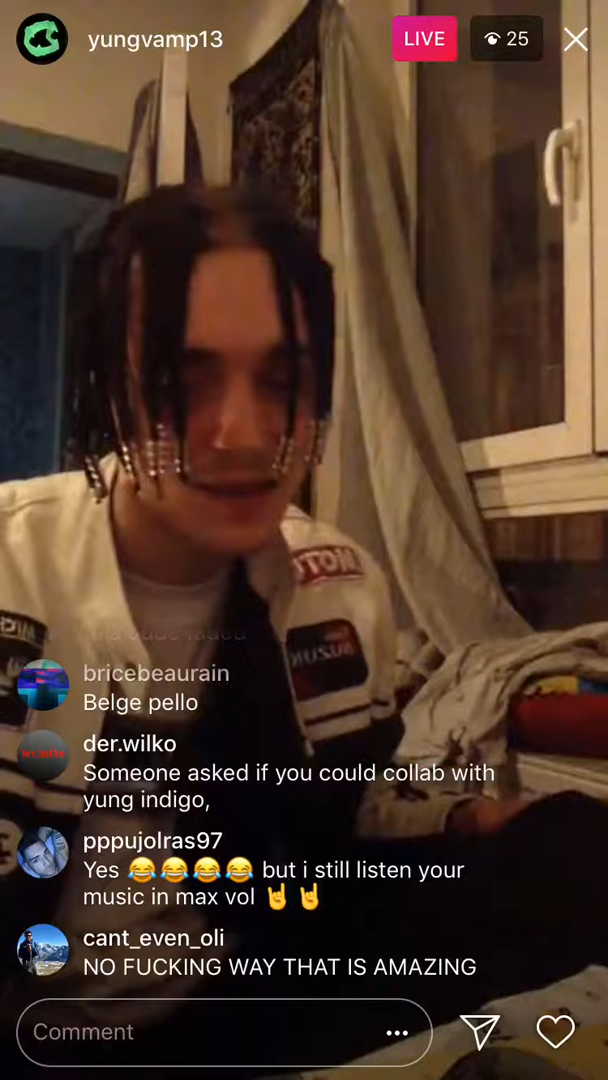 yungvamp13
LIVE
25
bricebeaurain
Belge pello
der.wilko
Someone asked if you could collab with
yung indigo,
pppujolras97
Yes 😂😂😂😂 but i still listen your
music in max vol 🤘 🤘
cant_even_oli
NO FUCKING WAY THAT IS AMAZING
Comment